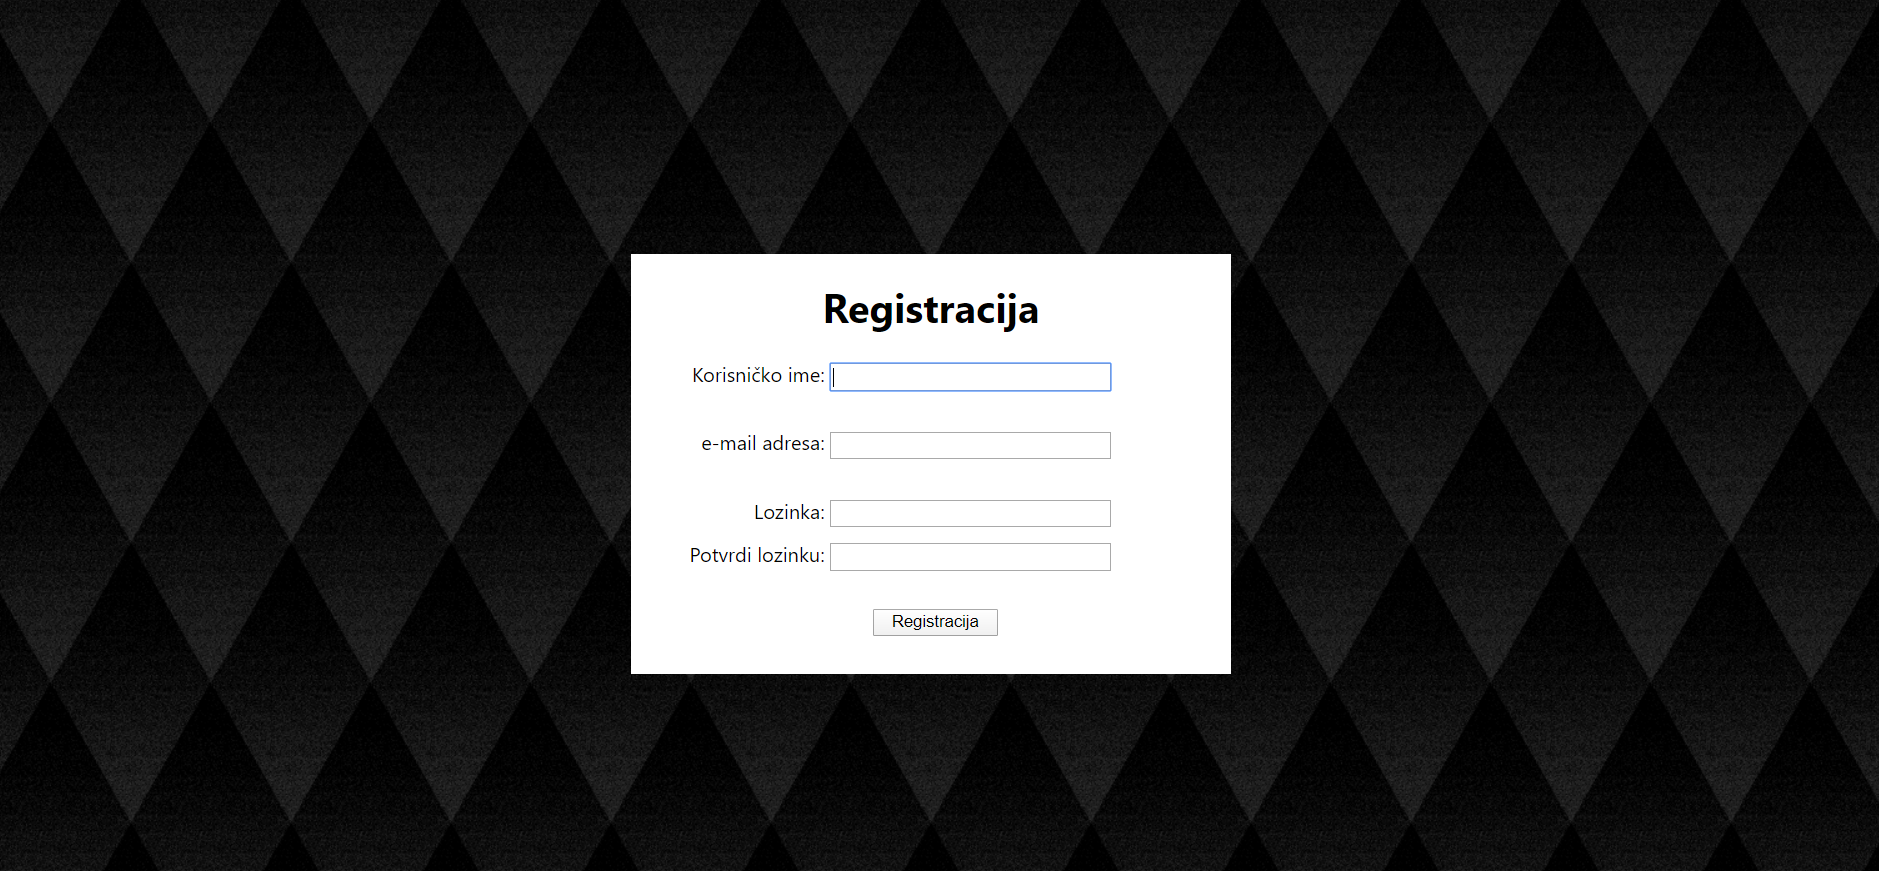 Registracija
Korisničko ime:
e-mail adresa:
Lozinka:
Potvrdi lozinku:
Registracija